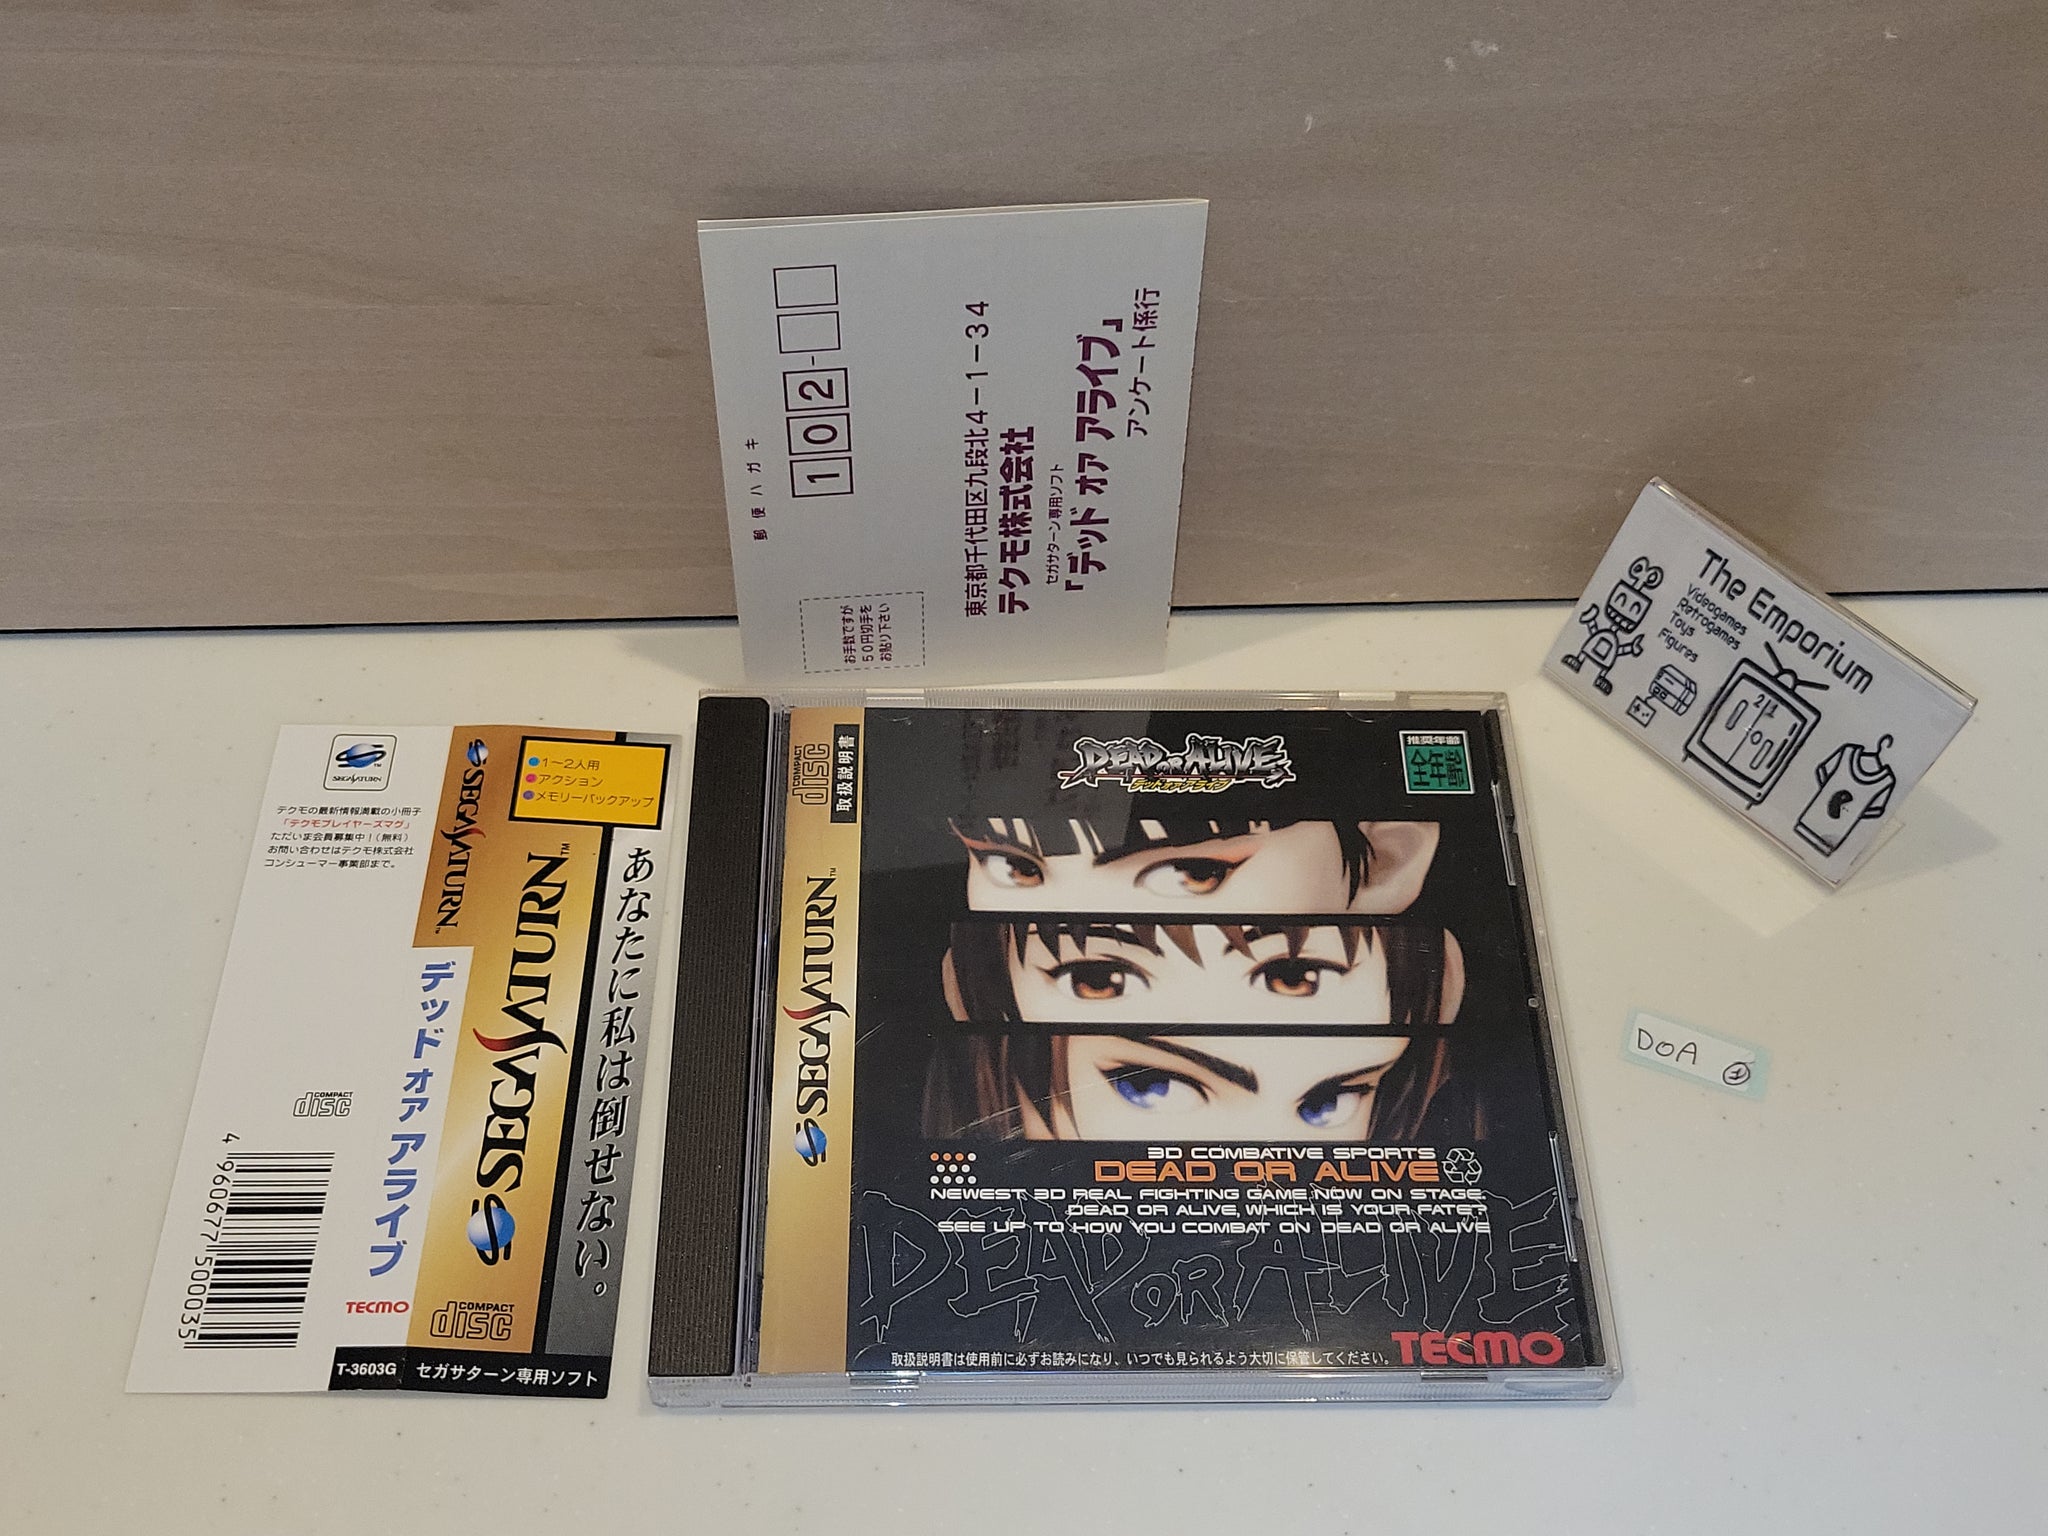 郵便ハガキ
102-
東京都千代田区九段北4-1-34
テクモ株式会社
セガサターン専用ソフト
「デッド オア アライブ」
アンケート係行
お手数ですが
50円切手を
お貼り下さい
The Emporium
Videogames
Retrogames
Toys
Figures
DB8
21
SEGA SATURN
テクモの最新情報満載の小冊子
「テクモプレイヤーズマグ」
ただいま会員募集中!(無料)
お問い合わせはテクモ株式会社
コンシューマー事業部まで。
COMPACT
disc
4 960677 500035
SEGA SATURN™
デッド オア アライブ
TECMO
T-3603G
●1〜2人用
●アクション
●メモリーバックアップ
SEGA SATURN™
COMPACT
disc
セガサターン専用ソフト
あなたに私は倒せない。
COMPACT
disc
取扱説明書
SEGA SATURN™
DEAD OR ALIVE
デッド オア アライブ
推奨年齢
全年齢
3D COMBATIVE SPORTS
DEAD OR ALIVE
NEWEST 3D REAL FIGHTING GAME NOW ON STAGE.
DEAD OR ALIVE, WHICH IS YOUR FATE?
SEE UP TO HOW YOU COMBAT ON DEAD OR ALIVE
DEAD OR ALIVE
取扱説明書は使用前に必ずお読みになり、いつでも見られるよう大切に保管してください。
TECMO
DOA ①